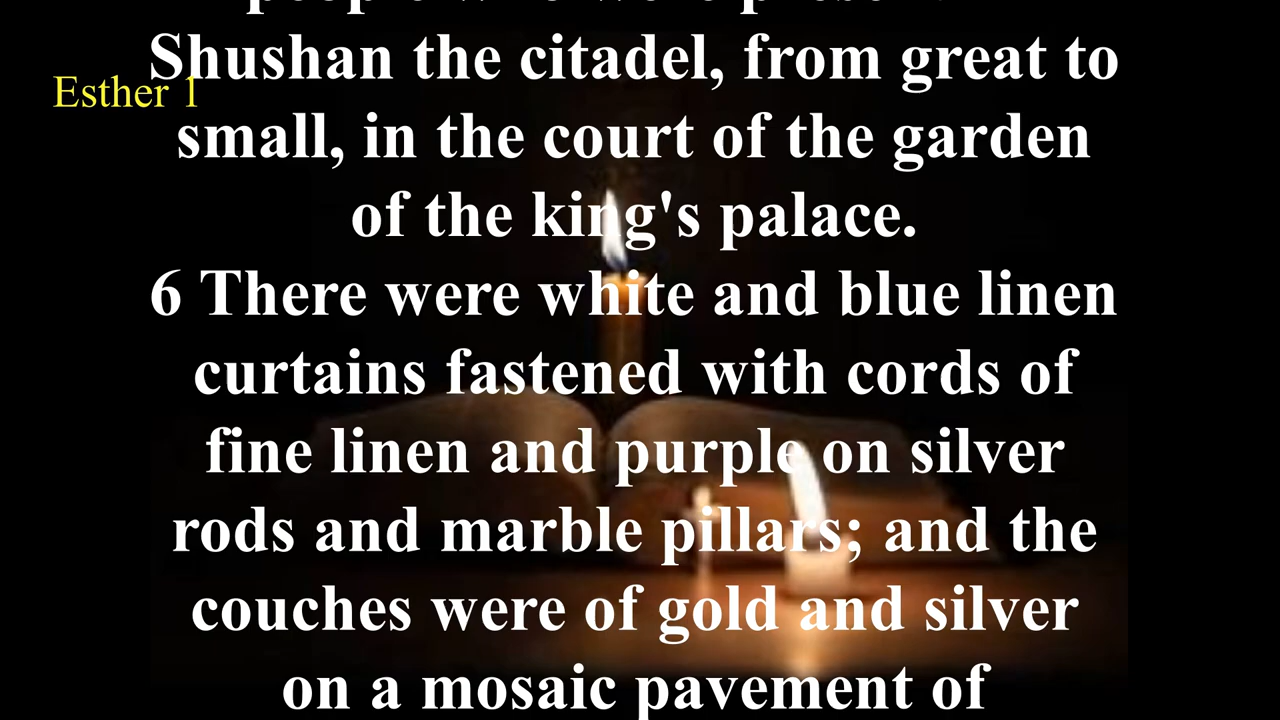 Shushan the citadel, from great to
Esther 1
small, in the court of the garden
of the king's palace.
6 There were white and blue linen
curtains fastened with cords of
fine linen and purple on silver
rods and marble pillars; and the
couches were of gold and silver
on a mosaic pavement of